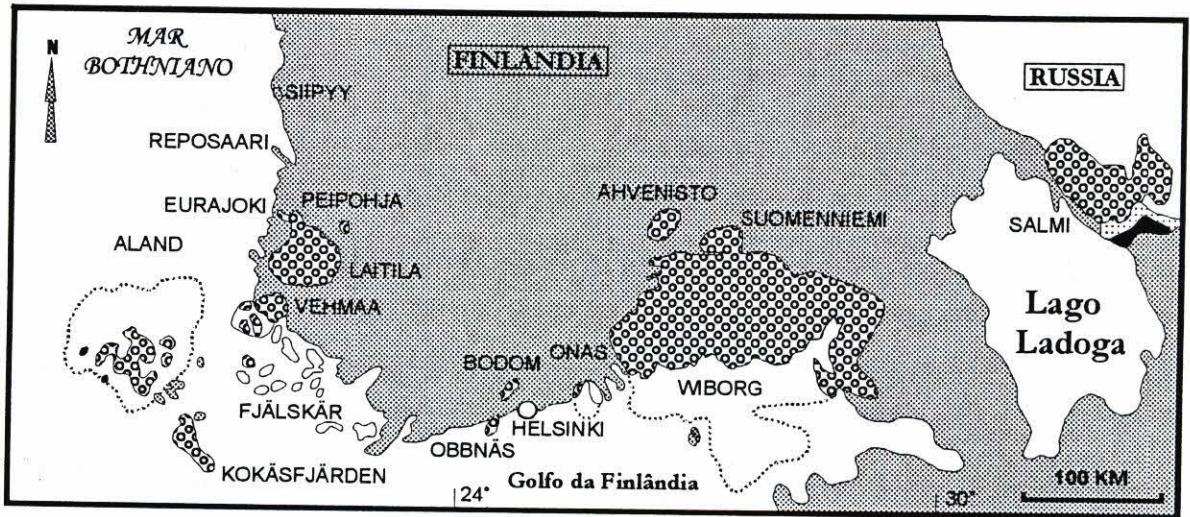 N
MAR
BOTHNIANO
FINLÂNDIA
RUSSIA
SIIPYY
REPOSAARI
EURAJOKI
PEIPOHJA
ALAND
LAITILA
VEHMAA
AHVENISTO
SUOMENNIEMI
SALMI
Lago
Ladoga
BODOM
ONAS
WIBORG
FJÄLSKÄR
OBBNÄS
HELSINKI
KOKÄSFJÄRDEN
Golfo da Finlândia
24°
30°
100 KM